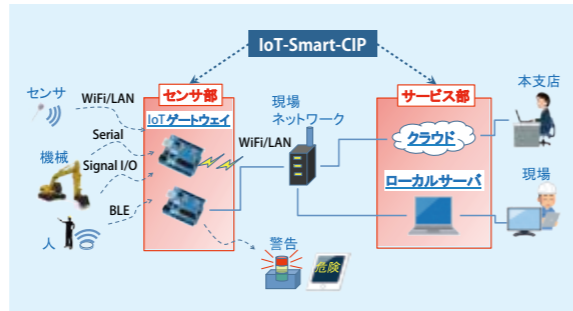 IoT-Smart-CIP
センサ部
サービス部
センサ
WiFi/LAN
IoTゲートウェイ
現場
ネットワーク
本支店
Serial
WiFi/LAN
クラウド
機械
Signal I/O
ローカルサーバ
現場
BLE
人
警告
危険